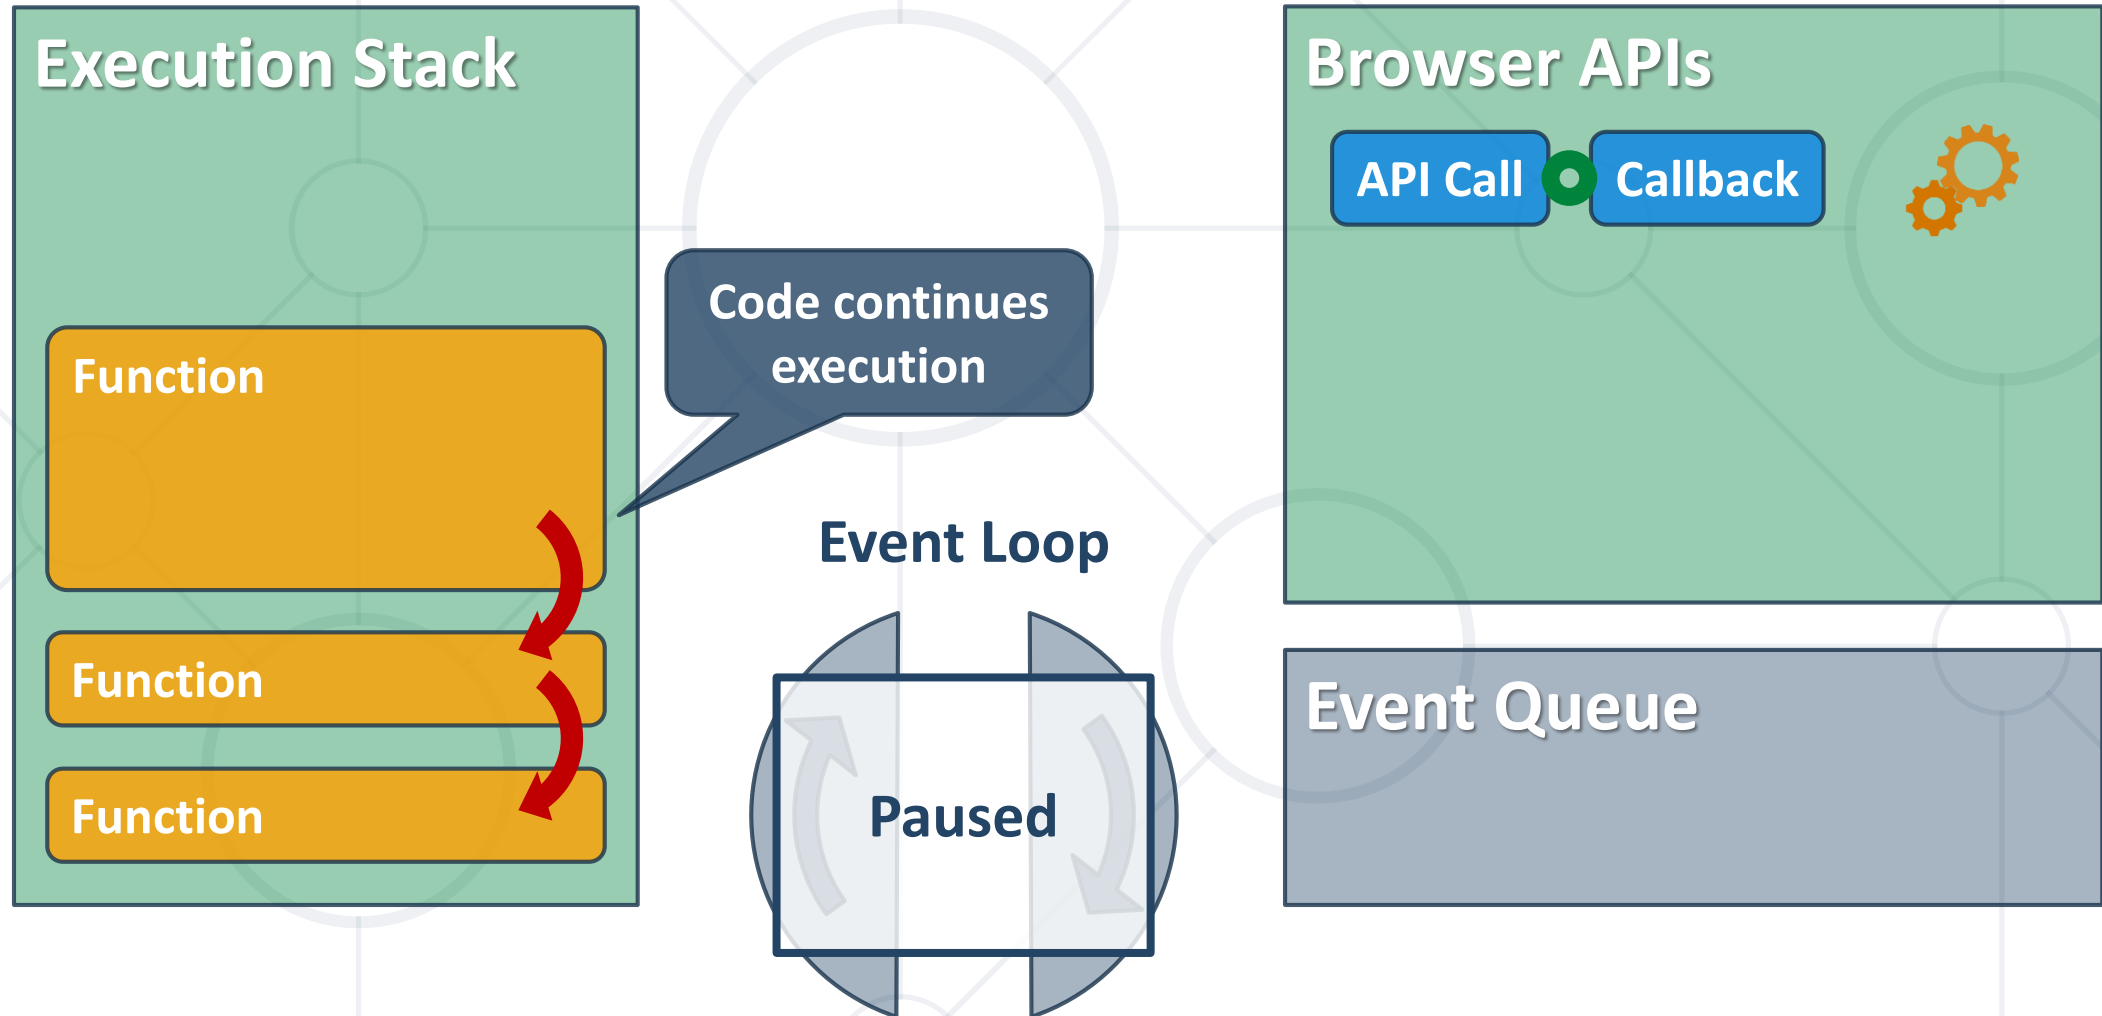 Execution Stack
Function
Function
Function
Code continues
execution
Event Loop
Paused
Browser APIs
API Call
Callback
Event Queue